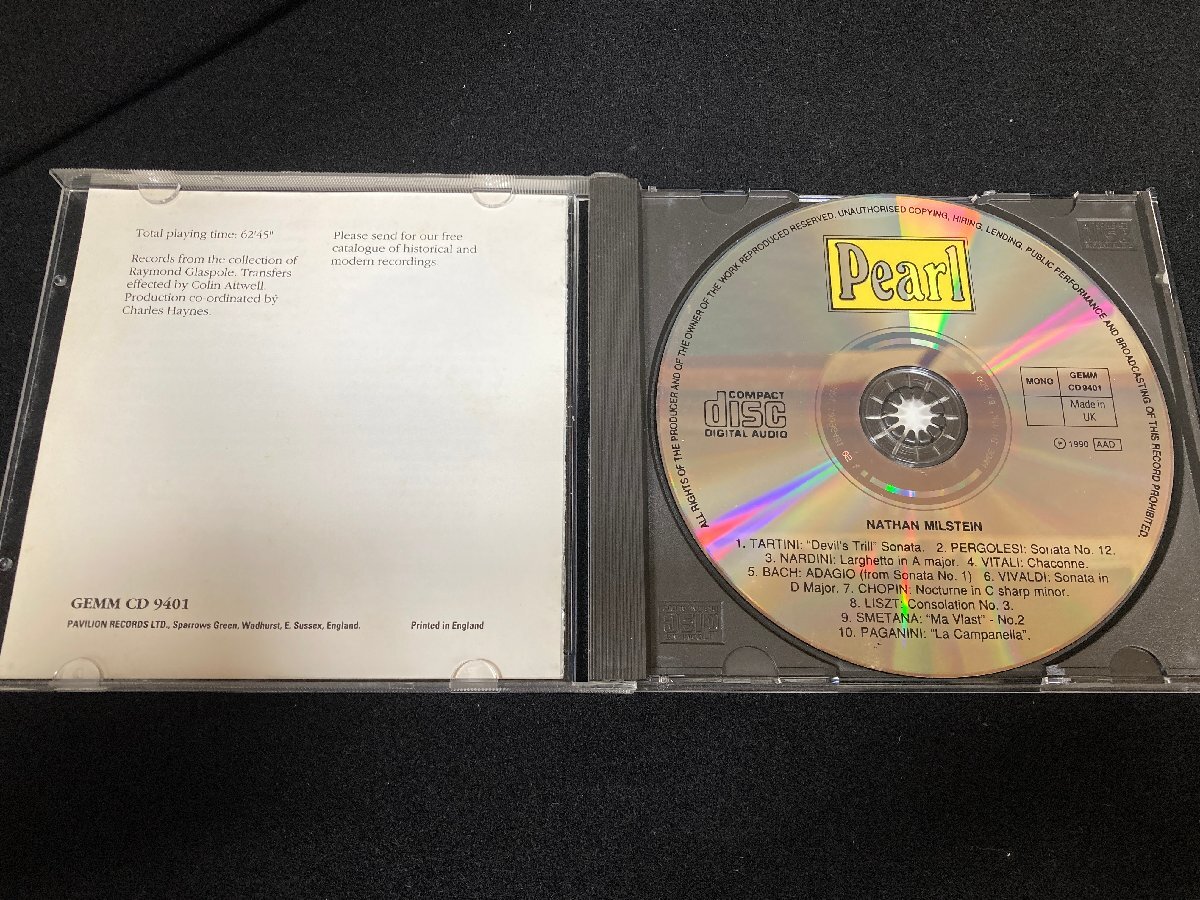 Total playing time: 62'45"
Records from the collection of
Raymond Glaspole. Transfers
effected by Colin Attwell.
Production co-ordinated by
Charles Haynes.
Please send for our free
catalogue of historical and
modern recordings.
GEMM CD 9401
PAVILION RECORDS LTD., Sparrows Green, Wadhurst, E. Sussex, England.
Printed in England
ALL RIGHTS OF THE PRODUCER AND OF THE OWNER OF THE WORK REPRODUCED RESERVED. UNAUTHORISED COPYING, HIRING, LENDING, PUBLIC PERFORMANCE AND BROADCASTING OF THIS RECORD PROHIBITED.
Pearl
COMPACT
disc
DIGITAL AUDIO
MONO
GEMM
CD 9401
Made in
UK
℗ 1990 AAD
NATHAN MILSTEIN
1. TARTINI: "Devil's Trill" Sonata. 2. PERGOLESI: Sonata No. 12.
3. NARDINI: Larghetto in A major. 4. VITALI: Chaconne.
5. BACH: ADAGIO (from Sonata No. 1) 6. VIVALDI: Sonata in
D Major. 7. CHOPIN: Nocturne in C sharp minor.
8. LISZT: Consolation No. 3.
9. SMETANA: "Ma Vlast" - No.2
10. PAGANINI: "La Campanella".